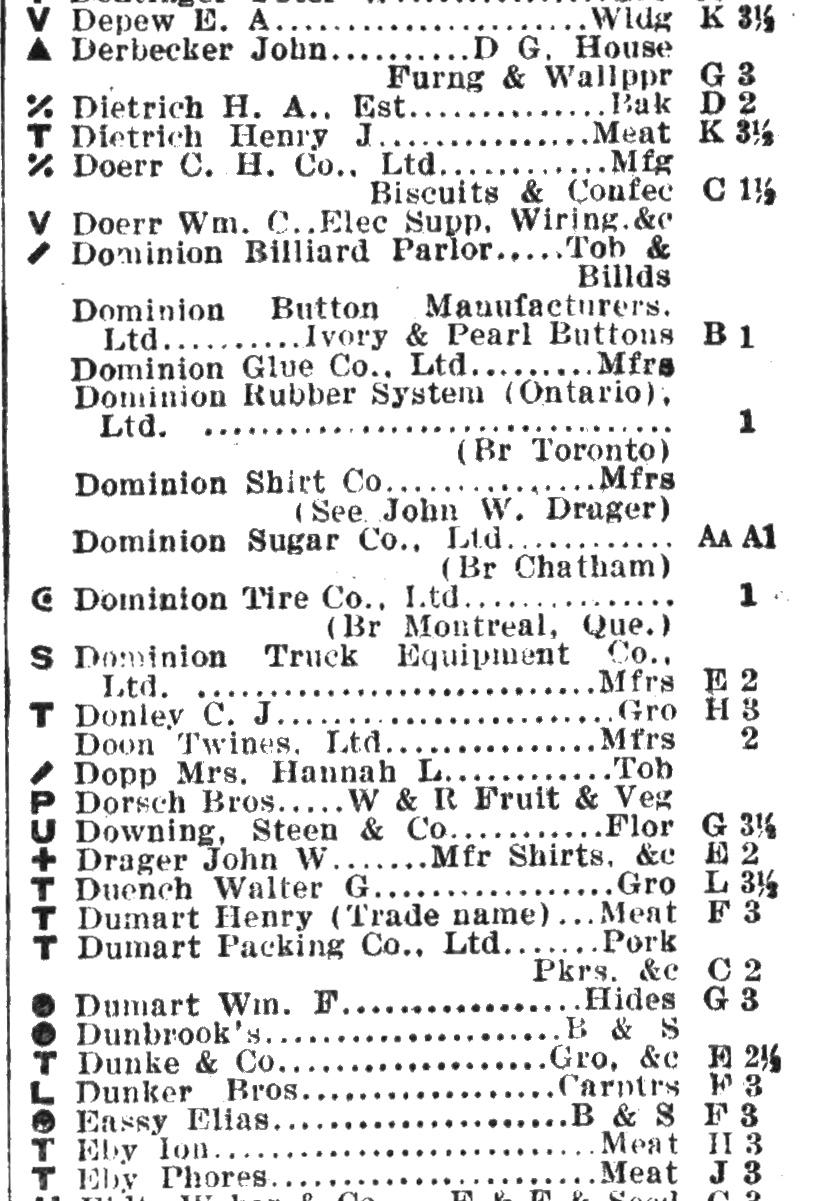 V Depew E. A......................Wldg K 3½
▲ Derbecker John..........D G, House
Furng & Wallppr G 3
٪ Dietrich H. A., Est.............Bak D 2
T Dietrich Henry J...............Meat K 3½
٪ Doerr C. H. Co., Ltd............Mfg
Biscuits & Confec C 1½
V Doerr Wm. C..Elec Supp, Wiring,&c
/ Dominion Billiard Parlor.....Tob &
Billds
Dominion Button Manufacturers,
Ltd..........Ivory & Pearl Buttons B 1
Dominion Glue Co., Ltd.........Mfrs
Dominion Rubber System (Ontario),
Ltd. ................................. 1
(Br Toronto)
Dominion Shirt Co...............Mfrs
(See John W. Drager)
Dominion Sugar Co., Ltd............ AA A1
(Br Chatham)
Dominion Tire Co., Ltd............... 1
(Br Montreal, Que.)
S Dominion Truck Equipment Co.,
Ltd. ............................Mfrs E 2
T Donley C. J........................Gro H 3
Doon Twines, Ltd...............Mfrs 2
/ Dopp Mrs. Hannah L............Tob
P Dorsch Bros.....W & R Fruit & Veg
U Downing, Steen & Co...........Flor G 3½
+ Drager John W.......Mfr Shirts, &c E 2
T Duench Walter G.................Gro L 3½
T Dumart Henry (Trade name)...Meat F 3
T Dumart Packing Co., Ltd.......Pork
Pkrs, &c C 2
● Dumart Wm. F.................Hides G 3
● Dunbrook's.....................B & S
T Dunke & Co...................Gro, &c E 2½
L Dunker Bros..................Carntrs F 3
● Eassy Elias.....................B & S F 3
T Eby Ion...........................Meat H 3
T Eby Phores.......................Meat J 3